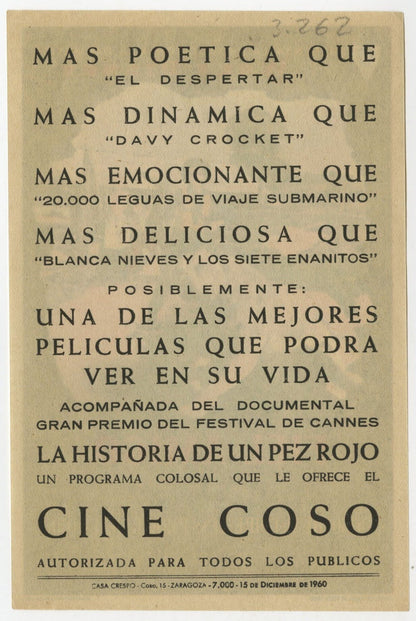 3.262
MAS POETICA QUE
"EL DESPERTAR"
MAS DINAMICA QUE
"DAVY CROCKET"
MAS EMOCIONANTE QUE
"20.000 LEGUAS DE VIAJE SUBMARINO"
MAS DELICIOSA QUE
"BLANCA NIEVES Y LOS SIETE ENANITOS"
POSIBLEMENTE:
UNA DE LAS MEJORES
PELICULAS QUE PODRA
VER EN SU VIDA
ACOMPAÑADA DEL DOCUMENTAL
GRAN PREMIO DEL FESTIVAL DE CANNES
LA HISTORIA DE UN PEZ ROJO
UN PROGRAMA COLOSAL QUE LE OFRECE EL
CINE COSO
AUTORIZADA PARA TODOS LOS PUBLICOS
CASA CRESPO - Coso, 15 - ZARAGOZA - 7.000 - 15 DE DICIEMBRE DE 1960